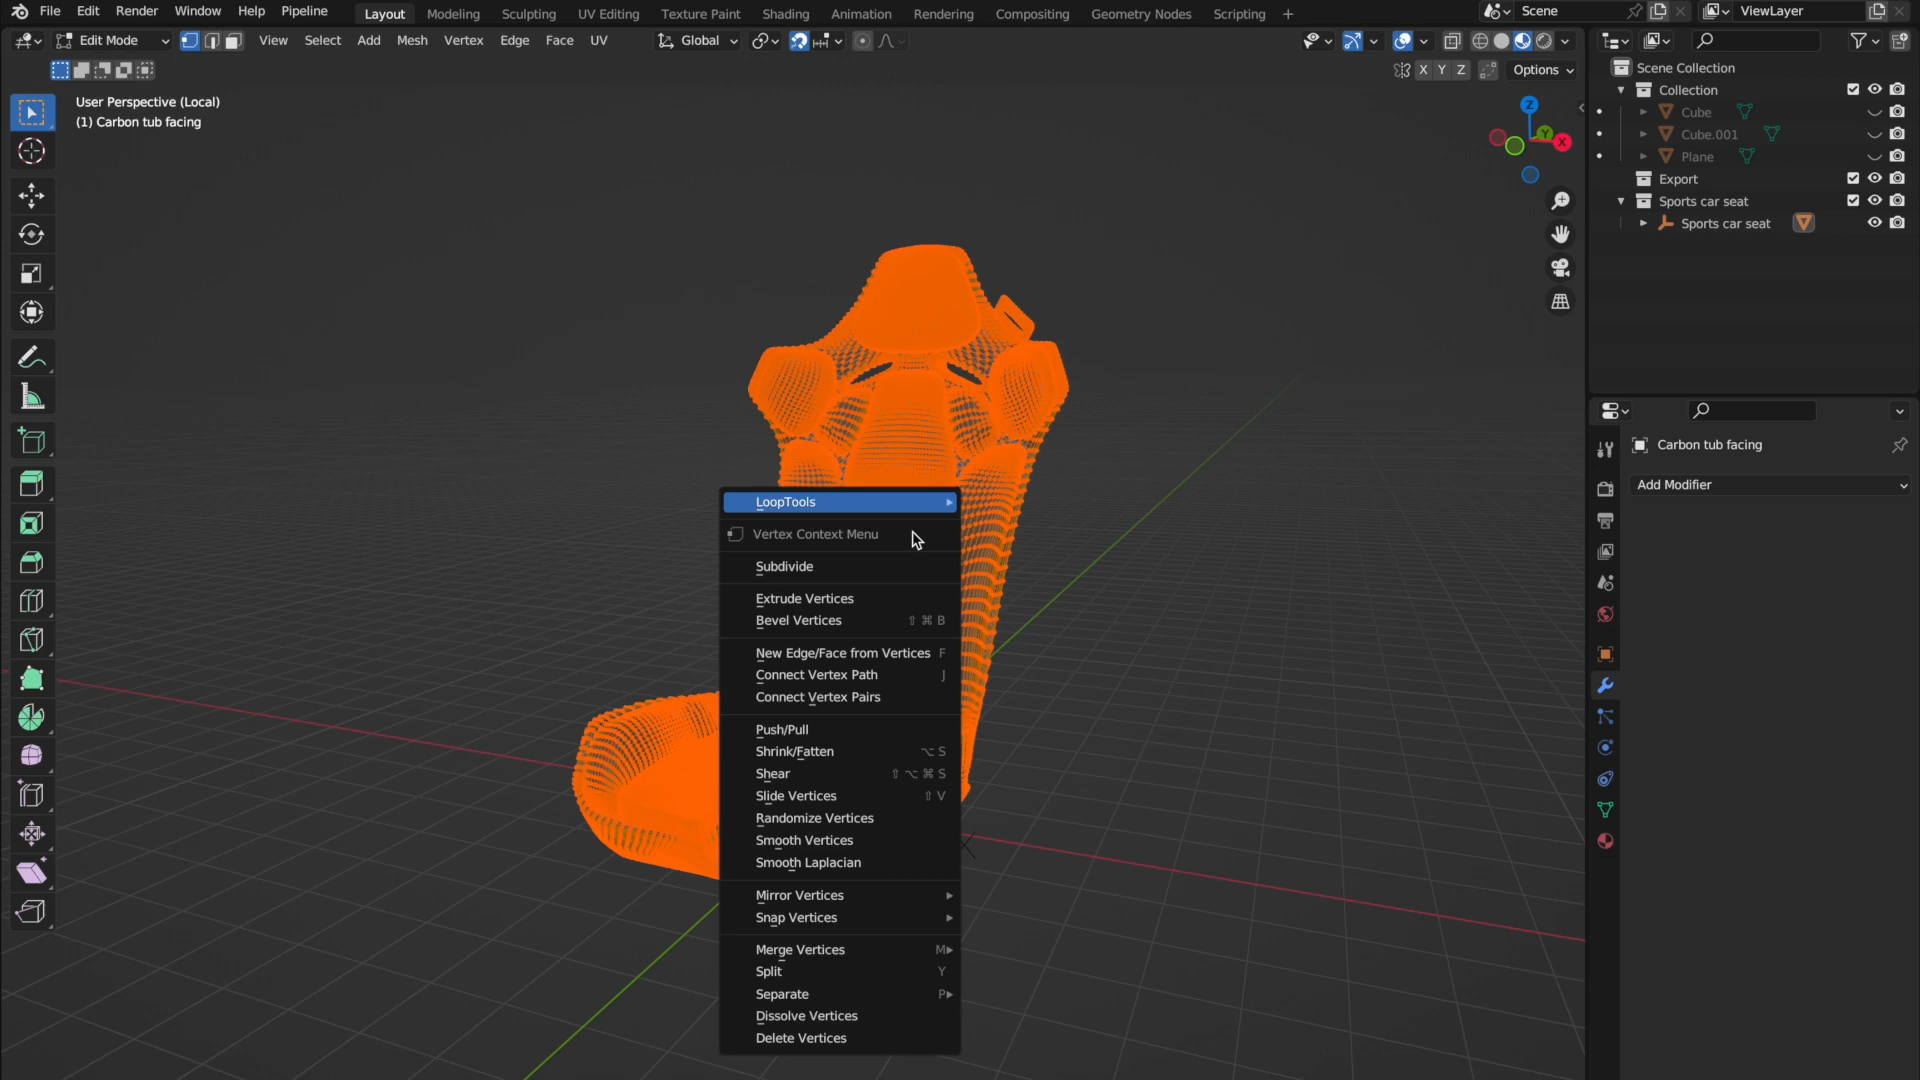 File Edit Render Window Help Pipeline Layout Modeling Sculpting UV Editing Texture Paint Shading Animation Rendering Compositing Geometry Nodes Scripting + Scene ViewLayer
Edit Mode View Select Add Mesh Vertex Edge Face UV Global
X Y Z Options
User Perspective (Local)
(1) Carbon tub facing
Z
Y
X
Scene Collection
Collection
Cube
Cube.001
Plane
Export
Sports car seat
Sports car seat
Carbon tub facing
Add Modifier
LoopTools
Vertex Context Menu
Subdivide
Extrude Vertices
Bevel Vertices ⇧ ⌘ B
New Edge/Face from Vertices F
Connect Vertex Path J
Connect Vertex Pairs
Push/Pull
Shrink/Fatten ⌥ S
Shear ⇧ ⌥ ⌘ S
Slide Vertices ⇧ V
Randomize Vertices
Smooth Vertices
Smooth Laplacian
Mirror Vertices
Snap Vertices
Merge Vertices M
Split Y
Separate P
Dissolve Vertices
Delete Vertices